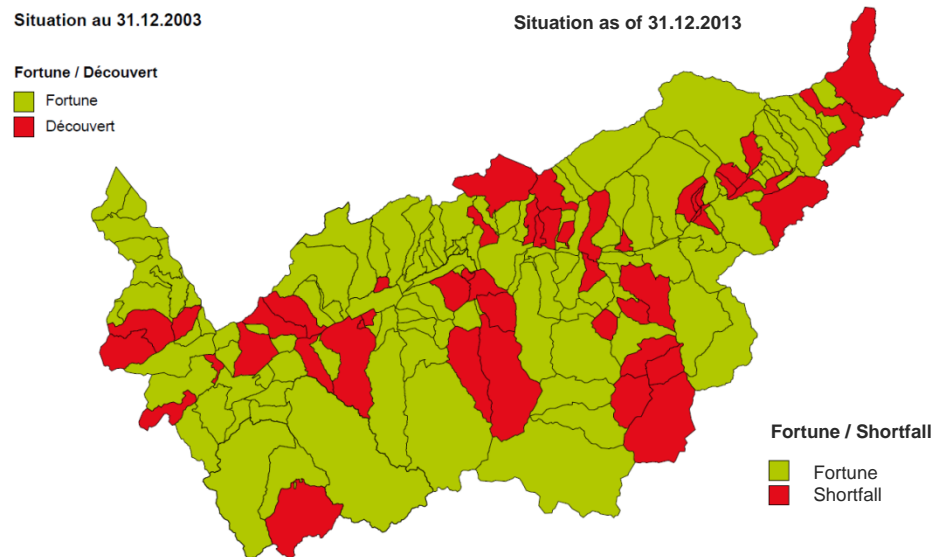 Situation au 31.12.2003
Situation as of 31.12.2013
Fortune / Découvert
Fortune
Découvert
Fortune / Shortfall
Fortune
Shortfall